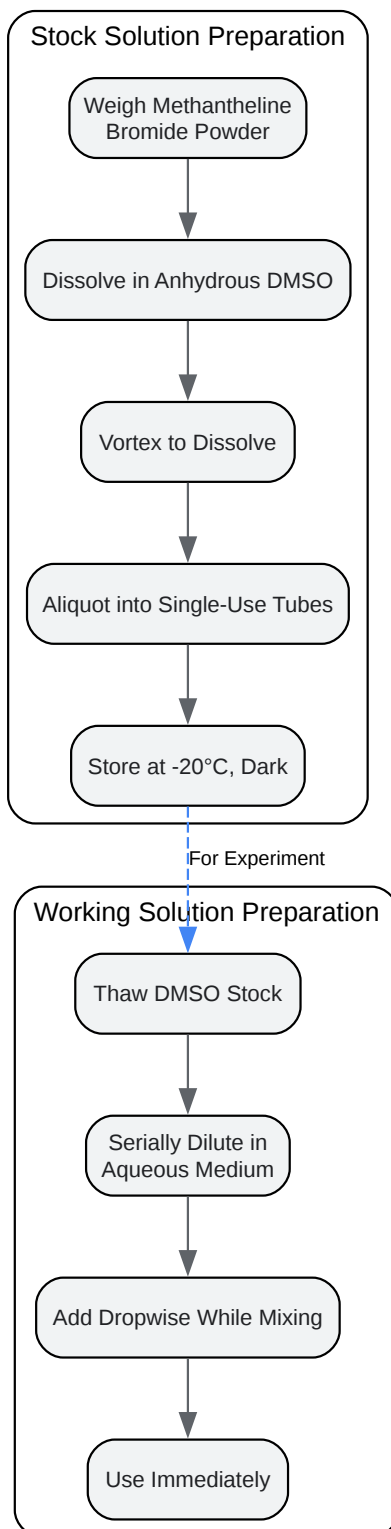 Stock Solution Preparation
Weigh Methantheline
Bromide Powder
Dissolve in Anhydrous DMSO
Vortex to Dissolve
Aliquot into Single-Use Tubes
Store at -20°C, Dark
For Experiment
Working Solution Preparation
Thaw DMSO Stock
Serially Dilute in
Aqueous Medium
Add Dropwise While Mixing
Use Immediately